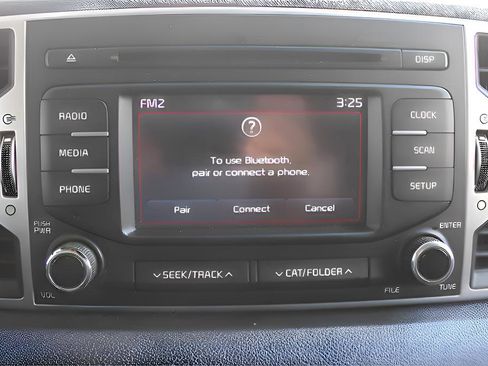 DISP
FM2 3:25
RADIO
MEDIA
PHONE
?
To use Bluetooth,
pair or connect a phone.
Pair Connect Cancel
CLOCK
SCAN
SETUP
PUSH
PWR
VOL
SEEK/TRACK
CAT/FOLDER
ENTER
FILE TUNE